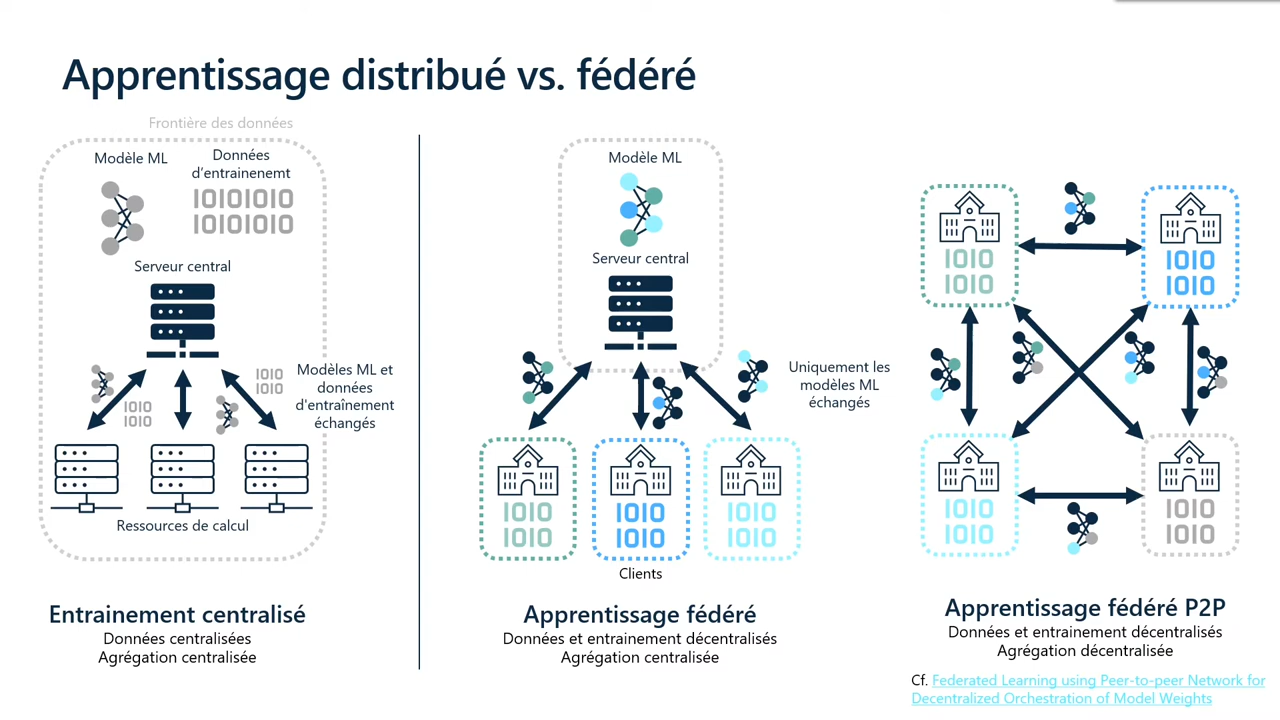 Apprentissage distribué vs. fédéré
Frontière des données
Modèle ML
Données
d'entrainenemt
10101010
10101010
Serveur central
1010
1010
1010
1010
Modèles ML et
données
d'entraînement
échangés
Ressources de calcul
Entrainement centralisé
Données centralisées
Agrégation centralisée
Modèle ML
Serveur central
Uniquement les
modèles ML
échangés
1010
1010
1010
1010
1010
1010
Clients
Apprentissage fédéré
Données et entrainement décentralisés
Agrégation centralisée
1010
1010
1010
1010
1010
1010
1010
1010
Apprentissage fédéré P2P
Données et entrainement décentralisés
Agrégation décentralisée
Cf. Federated Learning using Peer-to-peer Network for
Decentralized Orchestration of Model Weights